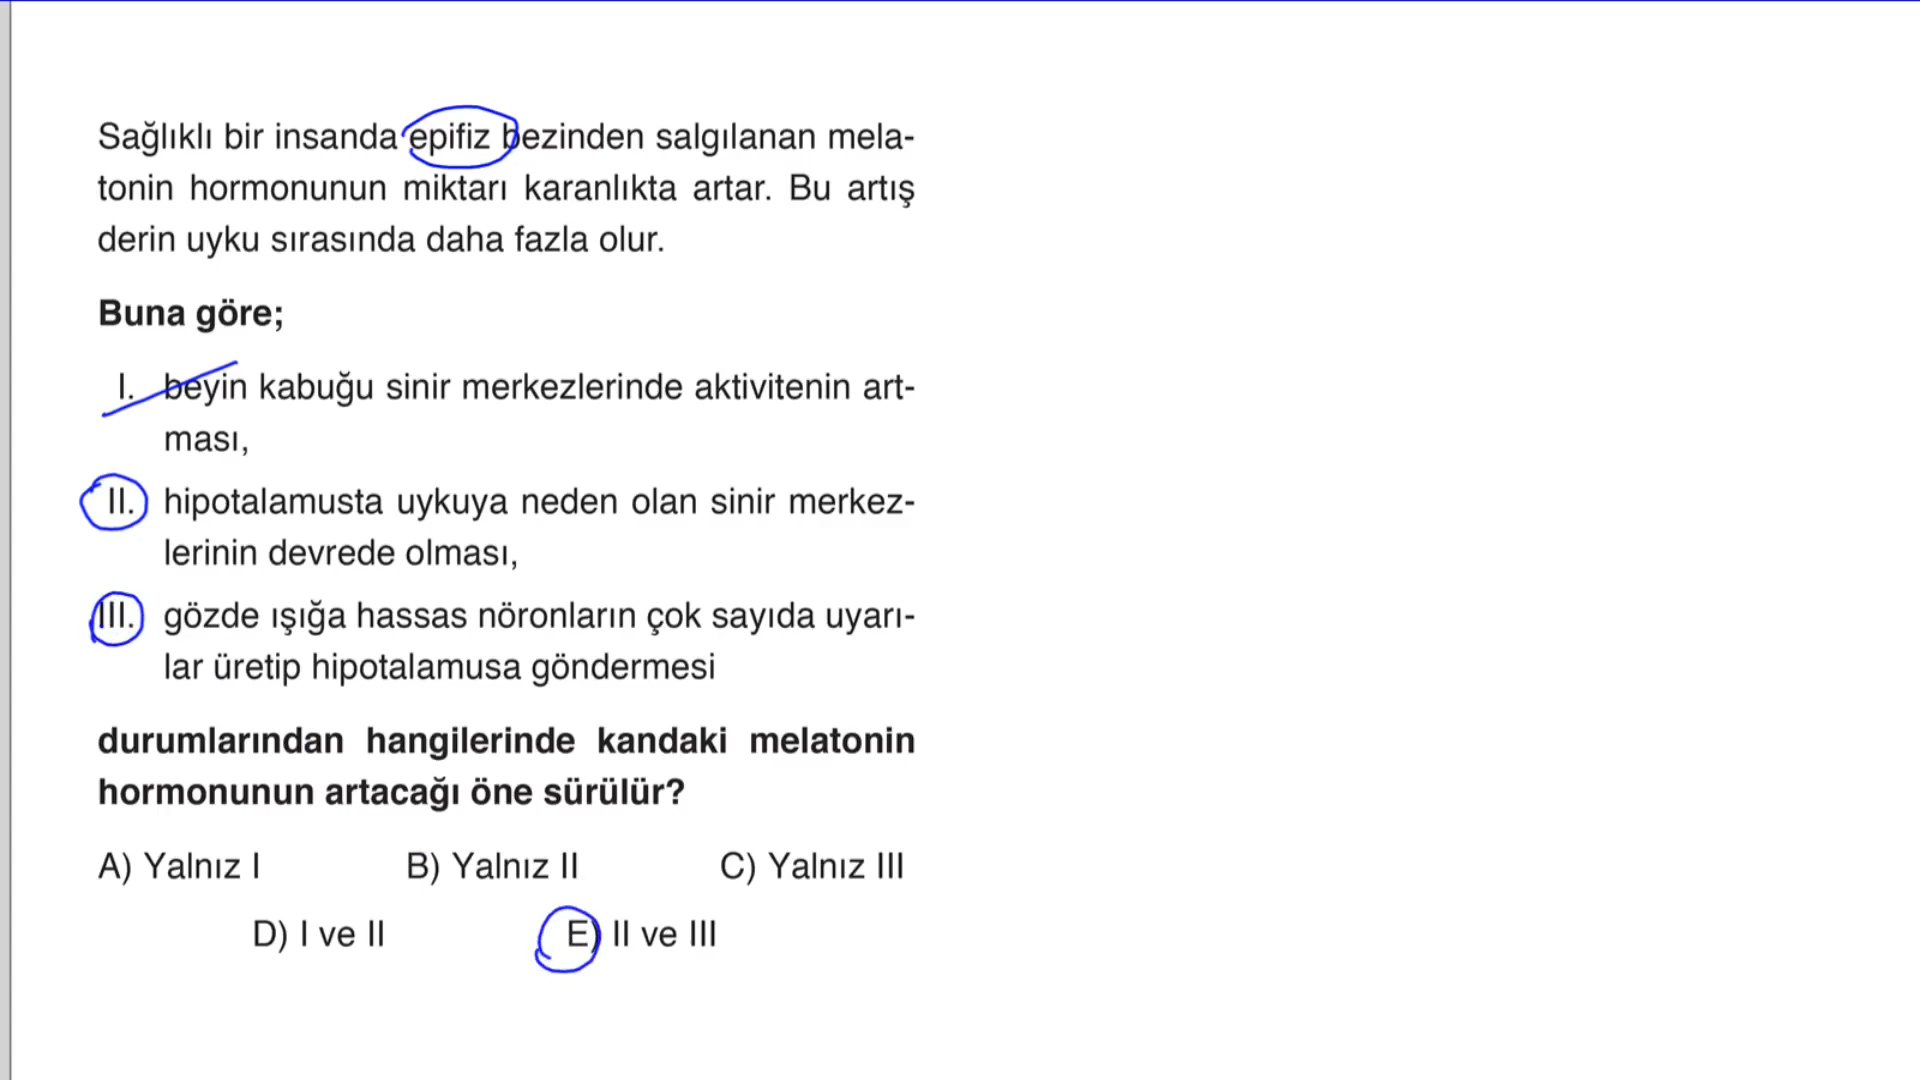 Sağlıklı bir insanda epifiz bezinden salgılanan mela-
tonin hormonunun miktarı karanlıkta artar. Bu artış
derin uyku sırasında daha fazla olur.
Buna göre;
I. beyin kabuğu sinir merkezlerinde aktivitenin art-
ması,
II. hipotalamusta uykuya neden olan sinir merkez-
lerinin devrede olması,
III. gözde ışığa hassas nöronların çok sayıda uyarı-
lar üretip hipotalamusa göndermesi
durumlarından hangilerinde kandaki melatonin
hormonunun artacağı öne sürülür?
A) Yalnız I B) Yalnız II C) Yalnız III
D) I ve II E) II ve III